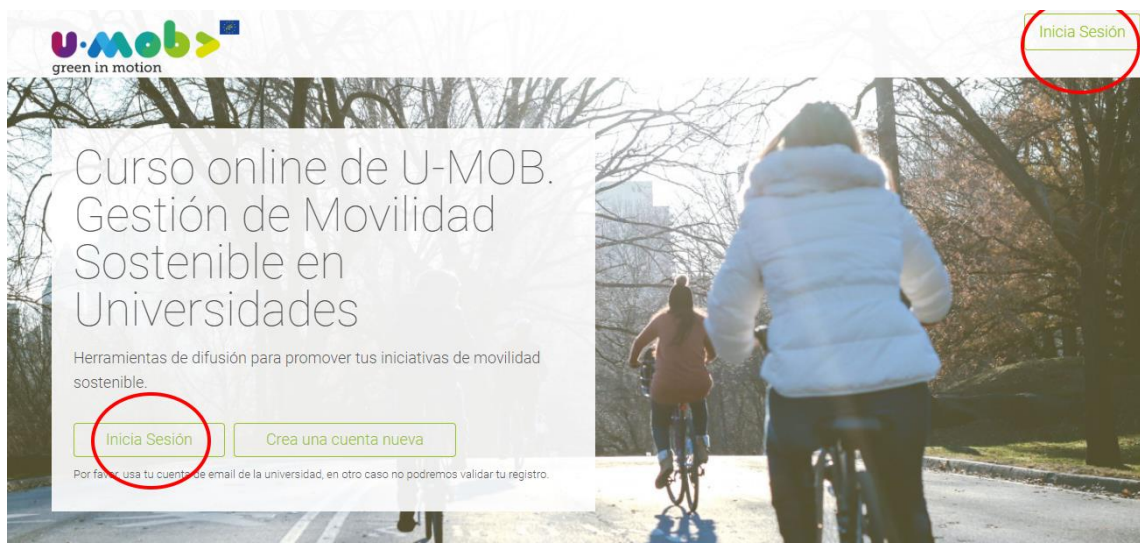 u·mob>
green in motion
Inicia Sesión
Curso online de U-MOB.
Gestión de Movilidad
Sostenible en
Universidades
Herramientas de difusión para promover tus iniciativas de movilidad
sostenible.
Inicia Sesión
Crea una cuenta nueva
Por favor, usa tu cuenta de email de la universidad, en otro caso no podremos validar tu registro.